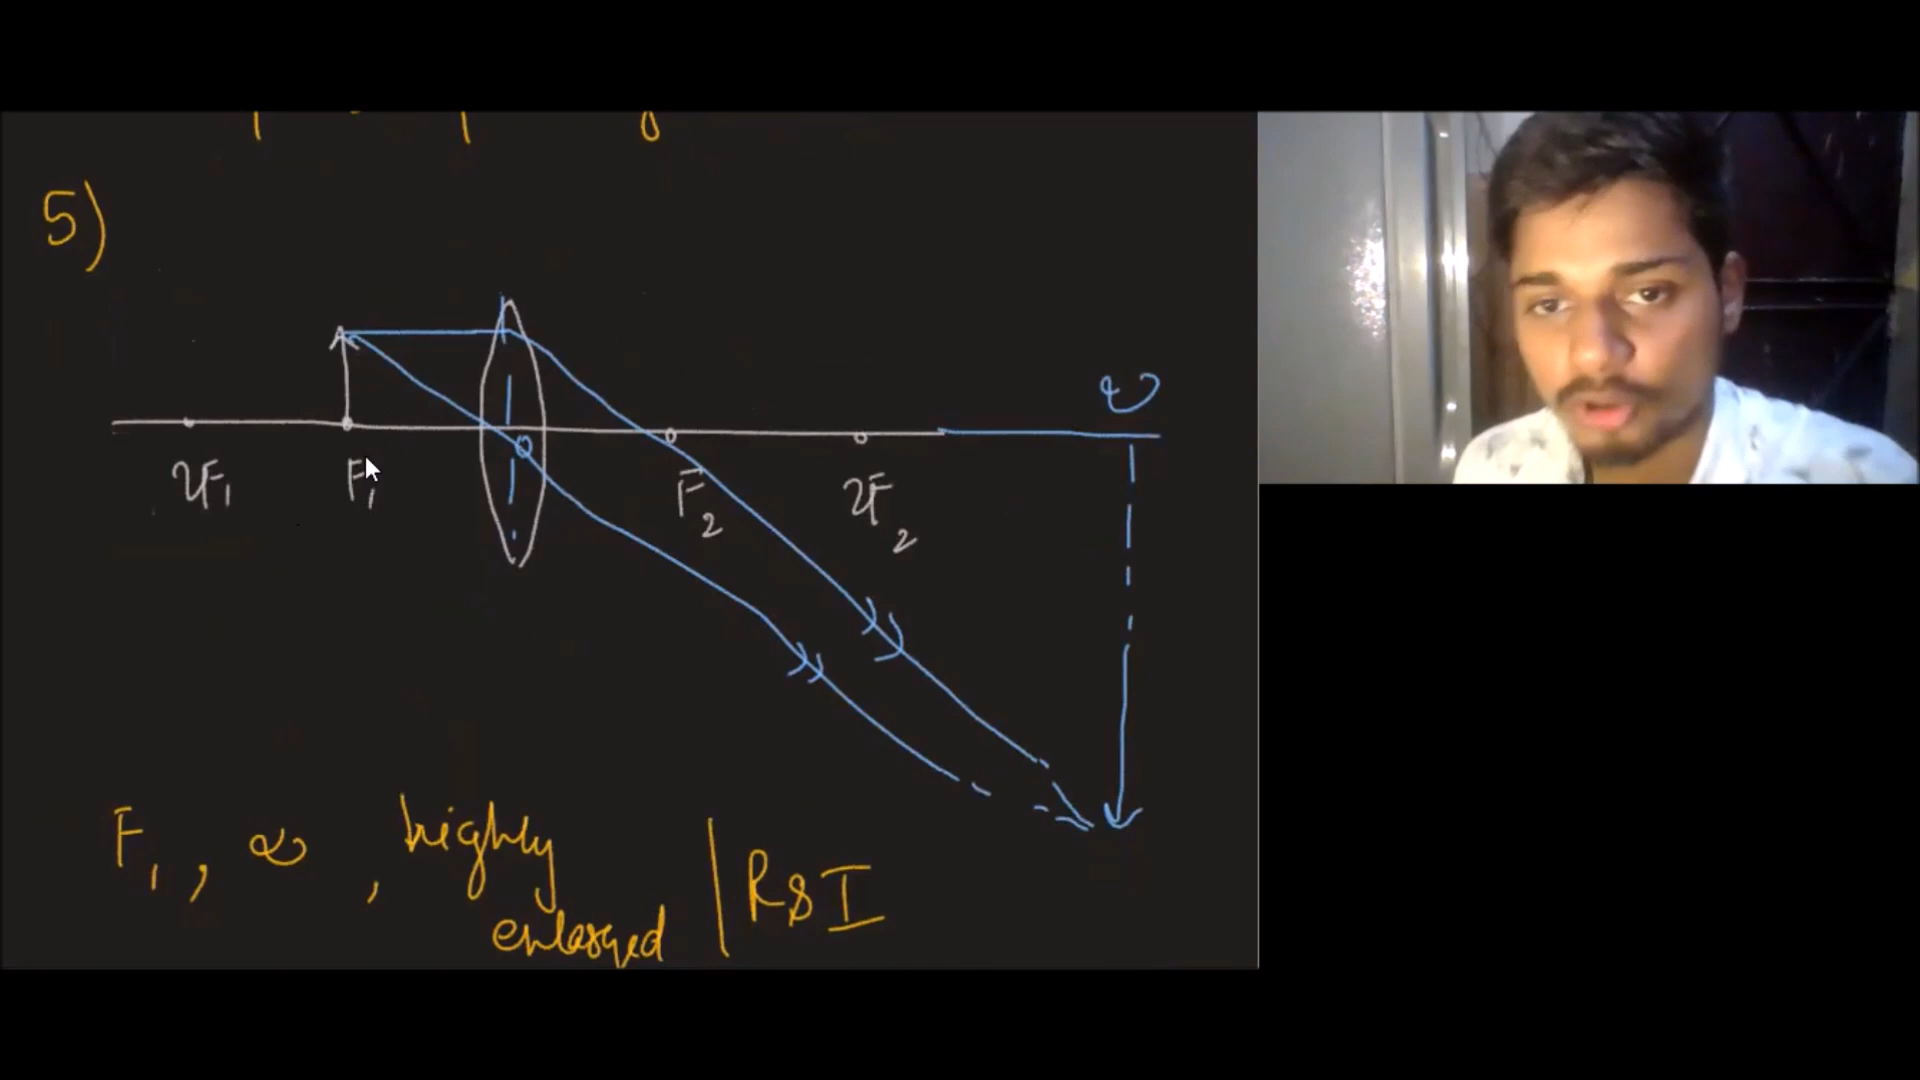 5)
∞
2F₁ F₁ F₂ 2F₂
F₁, ∞, highly enlarged | R&I